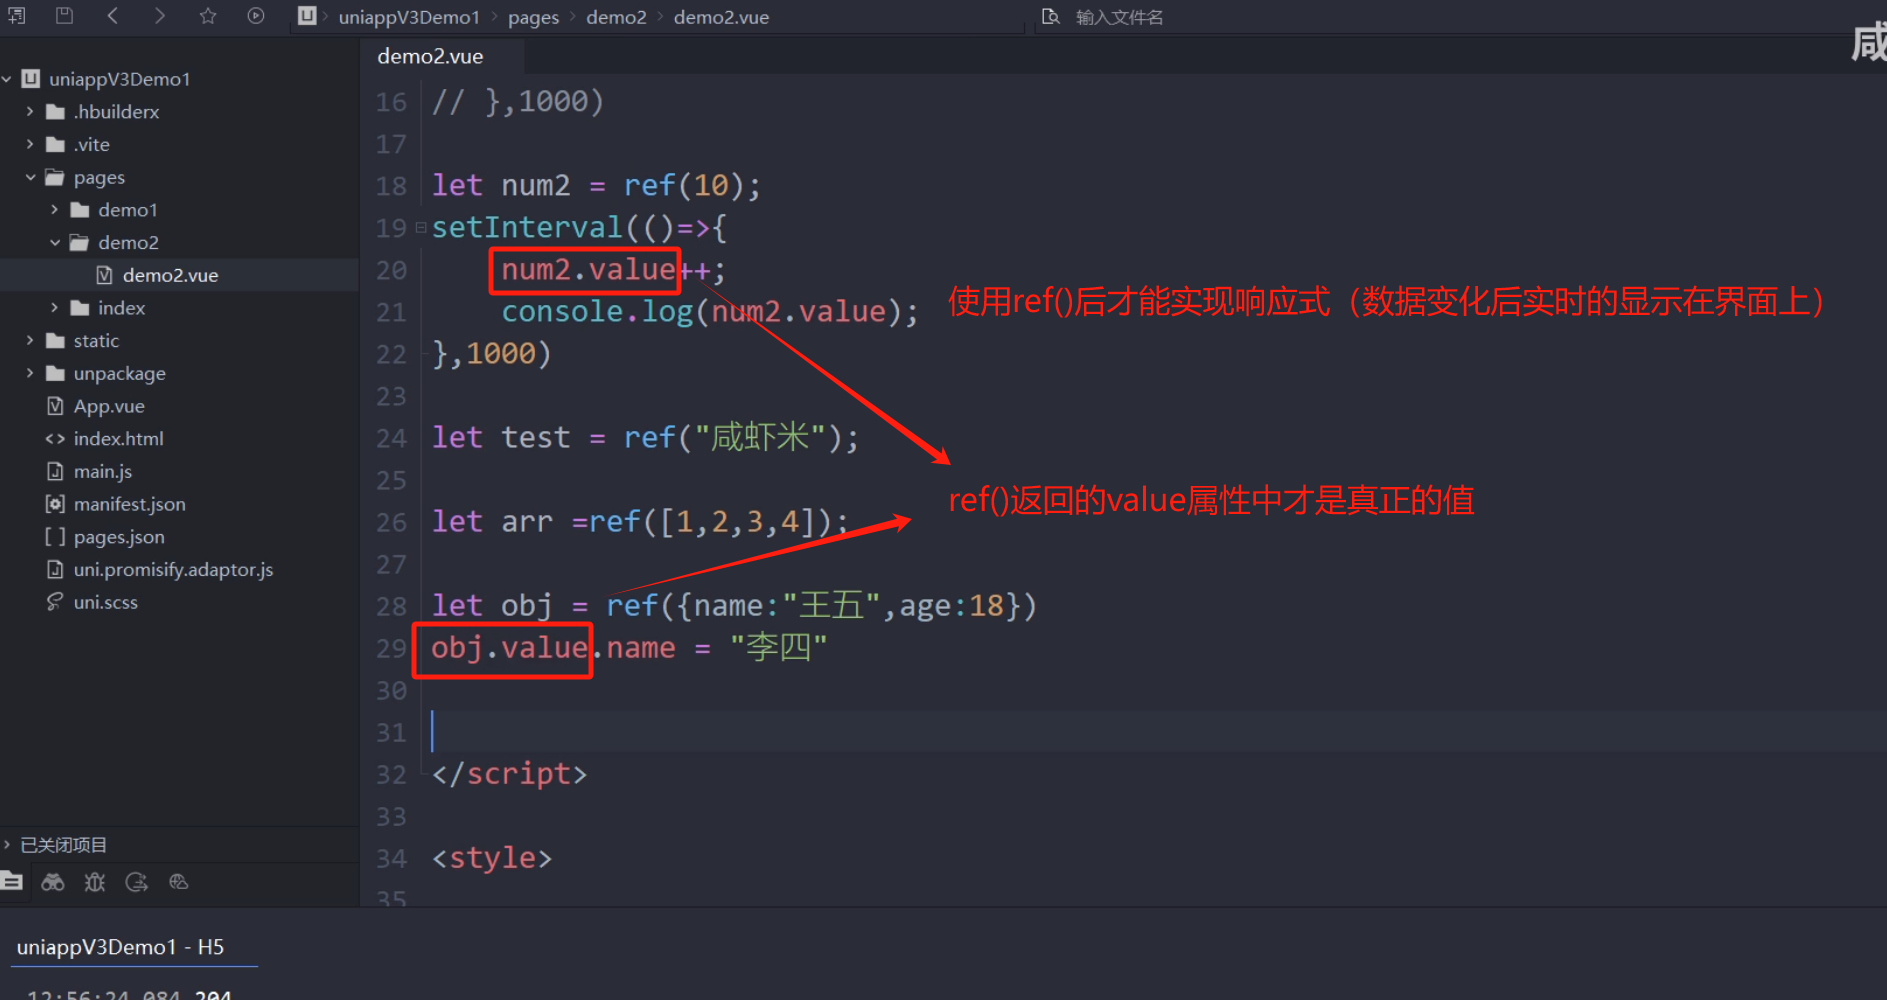 U uniappV3Demo1 pages demo2 demo2.vue 输入文件名
咸
demo2.vue
uniappV3Demo1
.hbuilderx
.vite
pages
demo1
demo2
demo2.vue
index
static
unpackage
App.vue
index.html
main.js
manifest.json
pages.json
uni.promisify.adaptor.js
uni.scss
已关闭项目
16 // },1000)
17
18 let num2 = ref(10);
19 setInterval(()=>{
20 num2.value++;
21 console.log(num2.value);
22 },1000)
23
24 let test = ref("咸虾米");
25
26 let arr =ref([1,2,3,4]);
27
28 let obj = ref({name:"王五",age:18})
29 obj.value.name = "李四"
30
31
32 </script>
33
34 <style>
35
使用ref()后才能实现响应式（数据变化后实时的显示在界面上）
ref()返回的value属性中才是真正的值
uniappV3Demo1 - H5
12:56:24.084 204